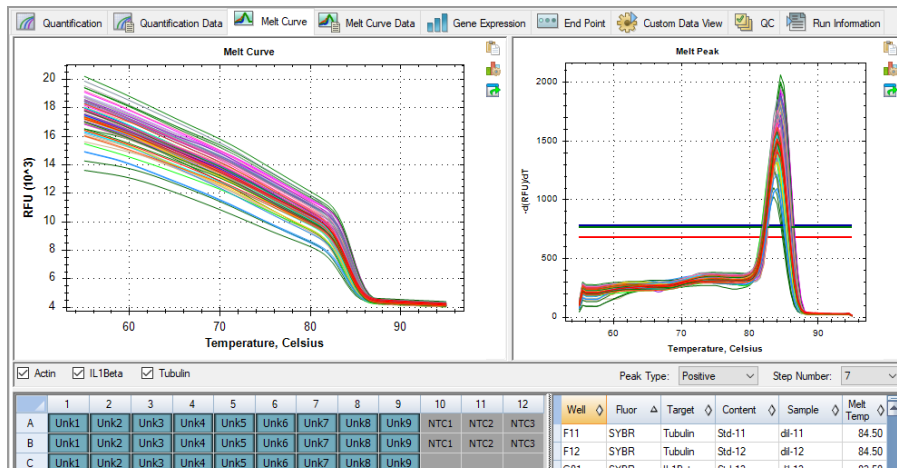 Quantification Quantification Data Melt Curve Melt Curve Data Gene Expression End Point Custom Data View QC Run Information
Melt Curve
20
18
16
14
12
10
8
6
4
RFU (10^3)
60 70 80 90
Temperature, Celsius
Melt Peak
2000
1500
1000
500
0
-d(RFU)/dT
60 70 80 90
Temperature, Celsius
Actin IL1Beta Tubulin
Peak Type: Positive Step Number: 7
1 2 3 4 5 6 7 8 9 10 11 12
A Unk1 Unk2 Unk3 Unk4 Unk5 Unk6 Unk7 Unk8 Unk9 NTC1 NTC2 NTC3
B Unk1 Unk2 Unk3 Unk4 Unk5 Unk6 Unk7 Unk8 Unk9 NTC1 NTC2 NTC3
C Unk1 Unk2 Unk3 Unk4 Unk5 Unk6 Unk7 Unk8 Unk9
Well Fluor Target Content Sample Melt Temp
F11 SYBR Tubulin Std-11 dil-11 84.50
F12 SYBR Tubulin Std-12 dil-12 84.50